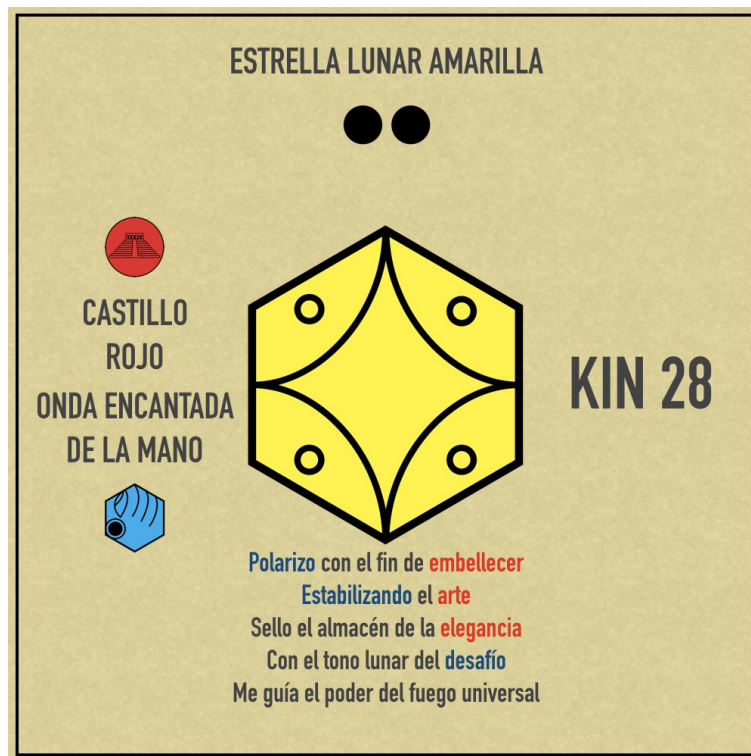 ESTRELLA LUNAR AMARILLA
CASTILLO
ROJO
ONDA ENCANTADA
DE LA MANO
KIN 28
Polarizo con el fin de embellecer
Estabilizando el arte
Sello el almacén de la elegancia
Con el tono lunar del desafío
Me guía el poder del fuego universal